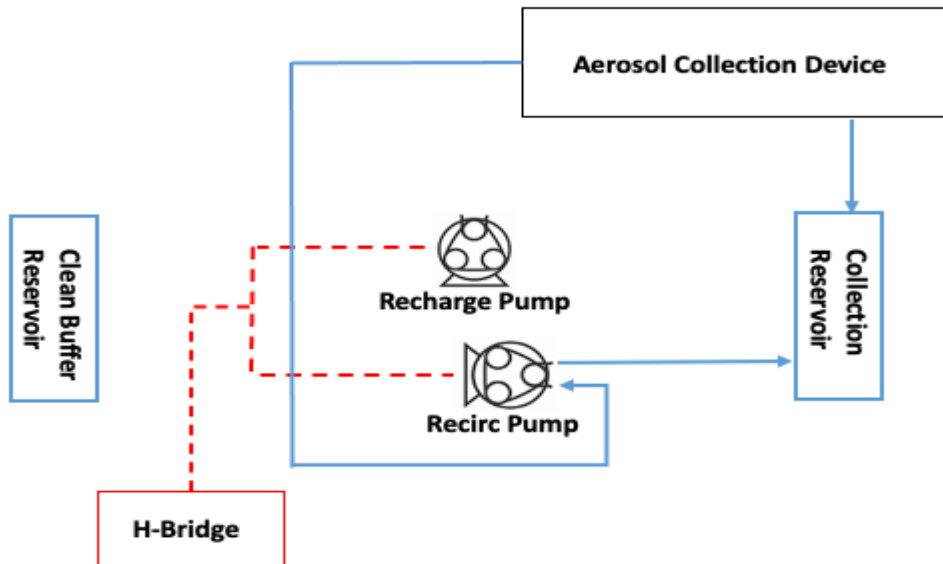 Aerosol Collection Device
Clean Buffer
Reservoir
Recharge Pump
Collection
Reservoir
Recirc Pump
H-Bridge